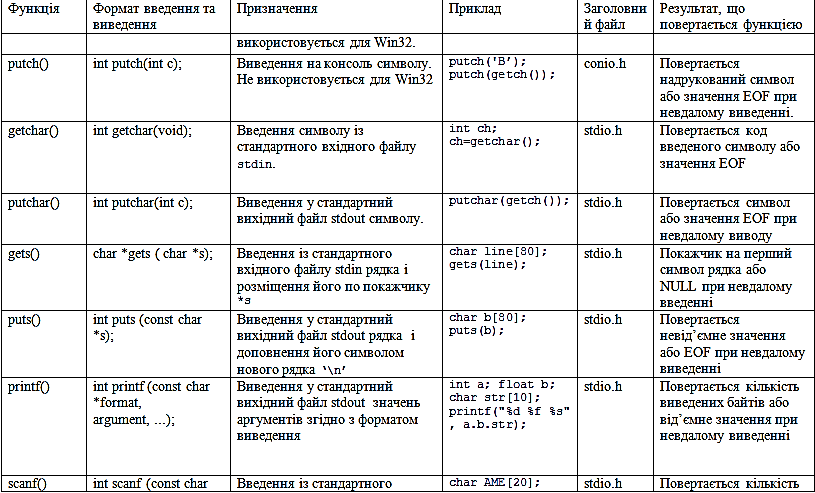 Функція
Формат введення та
виведення
Призначення
Приклад
Заголовни
й файл
Результат, що
повертається функцією
використовується для Win32.
putch()
int putch(int c);
Виведення на консоль символу.
Не використовується для Win32
putch('B');
putch(getch());
conio.h
Повертається
надрукований символ
або значення EOF при
невдалому виведенні.
getchar()
int getchar(void);
Введення символу із
стандартного вхідного файлу
stdin.
int ch;
ch=getchar();
stdio.h
Повертається код
введеного символу або
значення EOF
putchar()
int putchar(int c);
Виведення у стандартний
вихідний файл stdout символу.
putchar(getch());
stdio.h
Повертається символ
або значення EOF при
невдалому виводу
gets()
char *gets ( char *s);
Введення із стандартного
вхідного файлу stdin рядка і
розміщення його по покажчику
*s
char line[80];
gets(line);
stdio.h
Покажчик на перший
символ рядка або
NULL при невдалому
введенні
puts()
int puts (const char
*s);
Виведення у стандартний
вихідний файл stdout рядка і
доповнення його символом
нового рядка ‘\n’
char b[80];
puts(b);
stdio.h
Повертається
невід’ємне значення
або EOF при невдалому
виведенні
printf()
int printf (const char
*format,
argument, ...);
Виведення у стандартний
вихідний файл stdout значень
аргументів згідно з форматом
виведення
int a; float b;
char str[10];
printf("%d %f %s"
, a.b.str);
stdio.h
Повертається кількість
виведених байтів або
від’ємне значення при
невдалому виведенні
scanf()
int scanf (const char
Введення із стандартного
char AME[20];
stdio.h
Повертається кількість